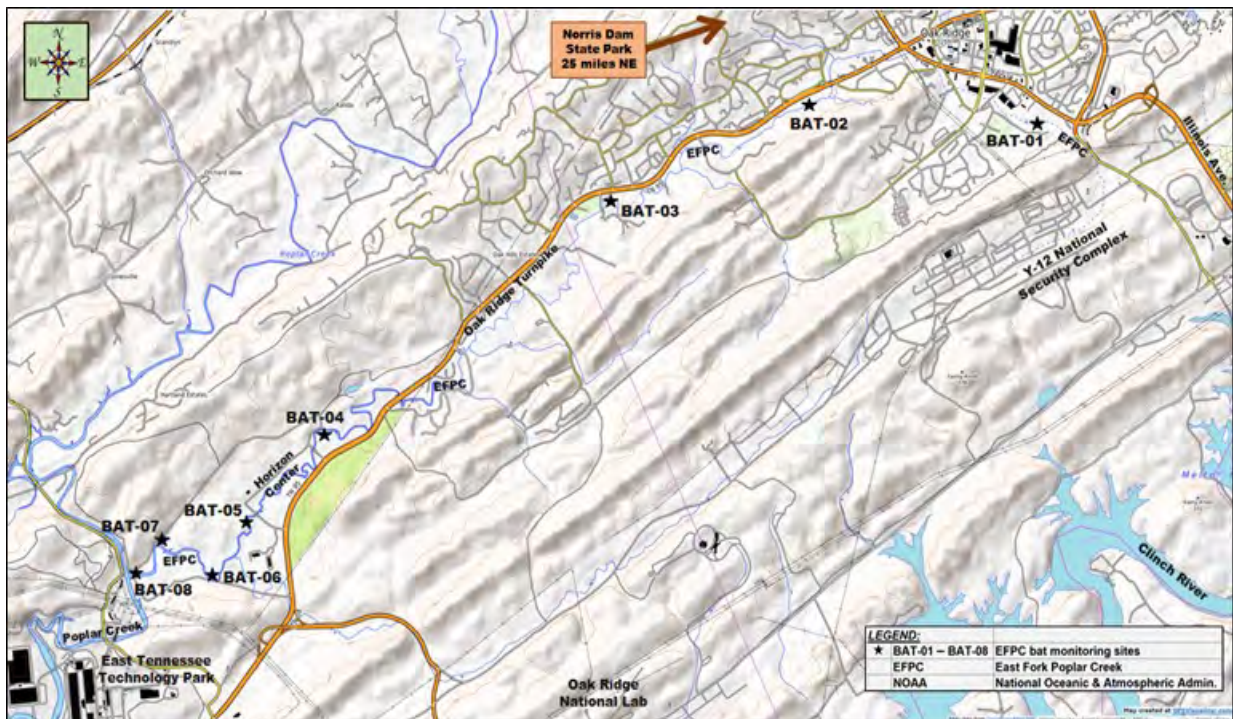 N
W E
S
Norris Dam
State Park
25 miles NE
Oak Ridge
BAT-02
BAT-01
EFPC
Illinois Ave.
EFPC
BAT-03
Y-12 National
Security Complex
Poplar Creek
Oak Ridge Turnpike
EFPC
BAT-04
Horizon
Center
TN 95
BAT-05
BAT-07
EFPC
BAT-06
BAT-08
Poplar Creek
East Tennessee
Technology Park
Oak Ridge
National Lab
Clinch River
LEGEND:
★ BAT-01 – BAT-08 EFPC bat monitoring sites
EFPC East Fork Poplar Creek
NOAA National Oceanic & Atmospheric Admin.